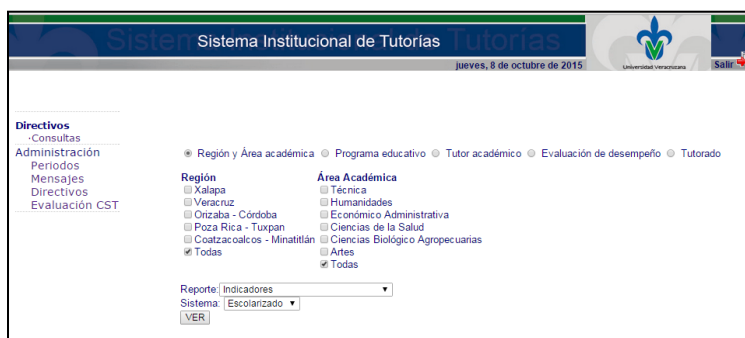 Sistema Institucional de Tutorías
jueves, 8 de octubre de 2015
Universidad Veracruzana
Salir
Directivos
·Consultas
Administración
Periodos
Mensajes
Directivos
Evaluación CST
Región y Área académica Programa educativo Tutor académico Evaluación de desempeño Tutorado
Región Área Académica
Xalapa Técnica
Veracruz Humanidades
Orizaba - Córdoba Económico Administrativa
Poza Rica - Tuxpan Ciencias de la Salud
Coatzacoalcos - Minatitlán Ciencias Biológico Agropecuarias
Artes
Todas Todas
Reporte: Indicadores
Sistema: Escolarizado
VER